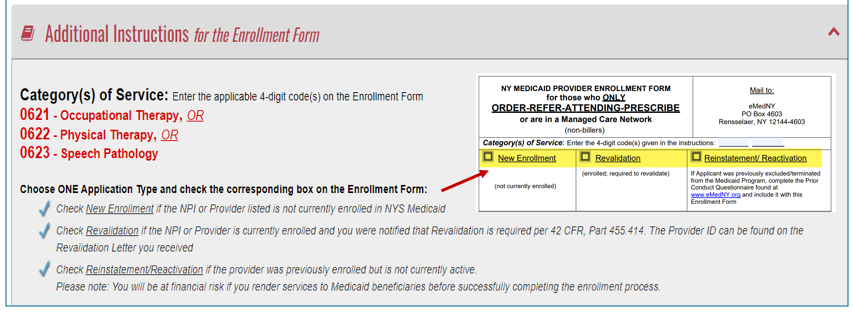 Additional Instructions for the Enrollment Form
Category(s) of Service: Enter the applicable 4-digit code(s) on the Enrollment Form
0621 - Occupational Therapy, OR
0622 - Physical Therapy, OR
0623 - Speech Pathology
Choose ONE Application Type and check the corresponding box on the Enrollment Form:
Check New Enrollment if the NPI or Provider listed is not currently enrolled in NYS Medicaid
Check Revalidation if the NPI or Provider is currently enrolled and you were notified that Revalidation is required per 42 CFR, Part 455.414. The Provider ID can be found on the
Revalidation Letter you received
Check Reinstatement/Reactivation if the provider was previously enrolled but is not currently active.
Please note: You will be at financial risk if you render services to Medicaid beneficiaries before successfully completing the enrollment process.
NY MEDICAID PROVIDER ENROLLMENT FORM
for those who ONLY
ORDER-REFER-ATTENDING-PRESCRIBE
or are in a Managed Care Network
(non-billers)
Mail to:
eMedNY
PO Box 4603
Rensselaer, NY 12144-4603
Category(s) of Service: Enter the 4-digit code(s) given in the instructions:
New Enrollment
(not currently enrolled)
Revalidation
(enrolled; required to revalidate)
Reinstatement/ Reactivation
If Applicant was previously excluded/terminated
from the Medicaid Program, complete the Prior
Conduct Questionnaire found at
www.eMedNY.org and include it with this
Enrollment Form